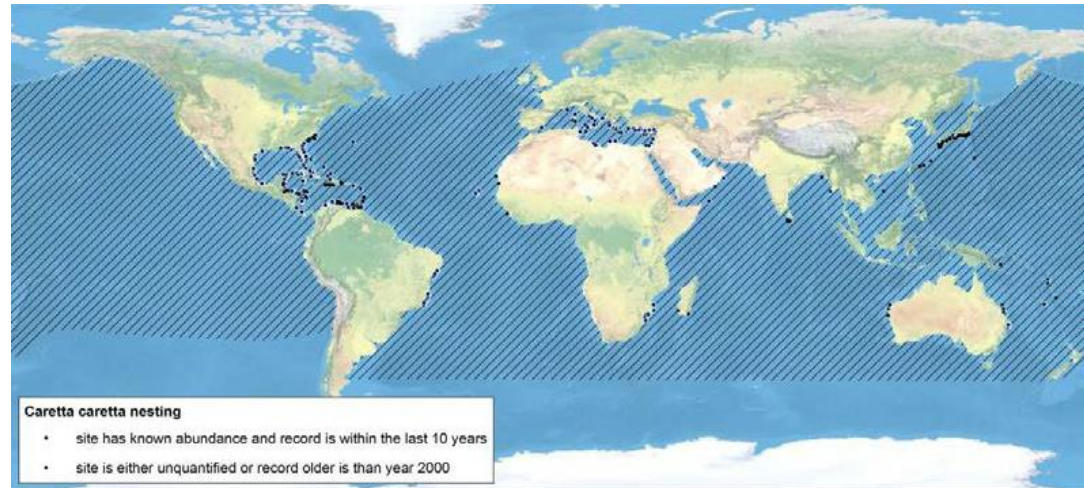 Caretta caretta nesting
• site has known abundance and record is within the last 10 years
• site is either unquantified or record older is than year 2000